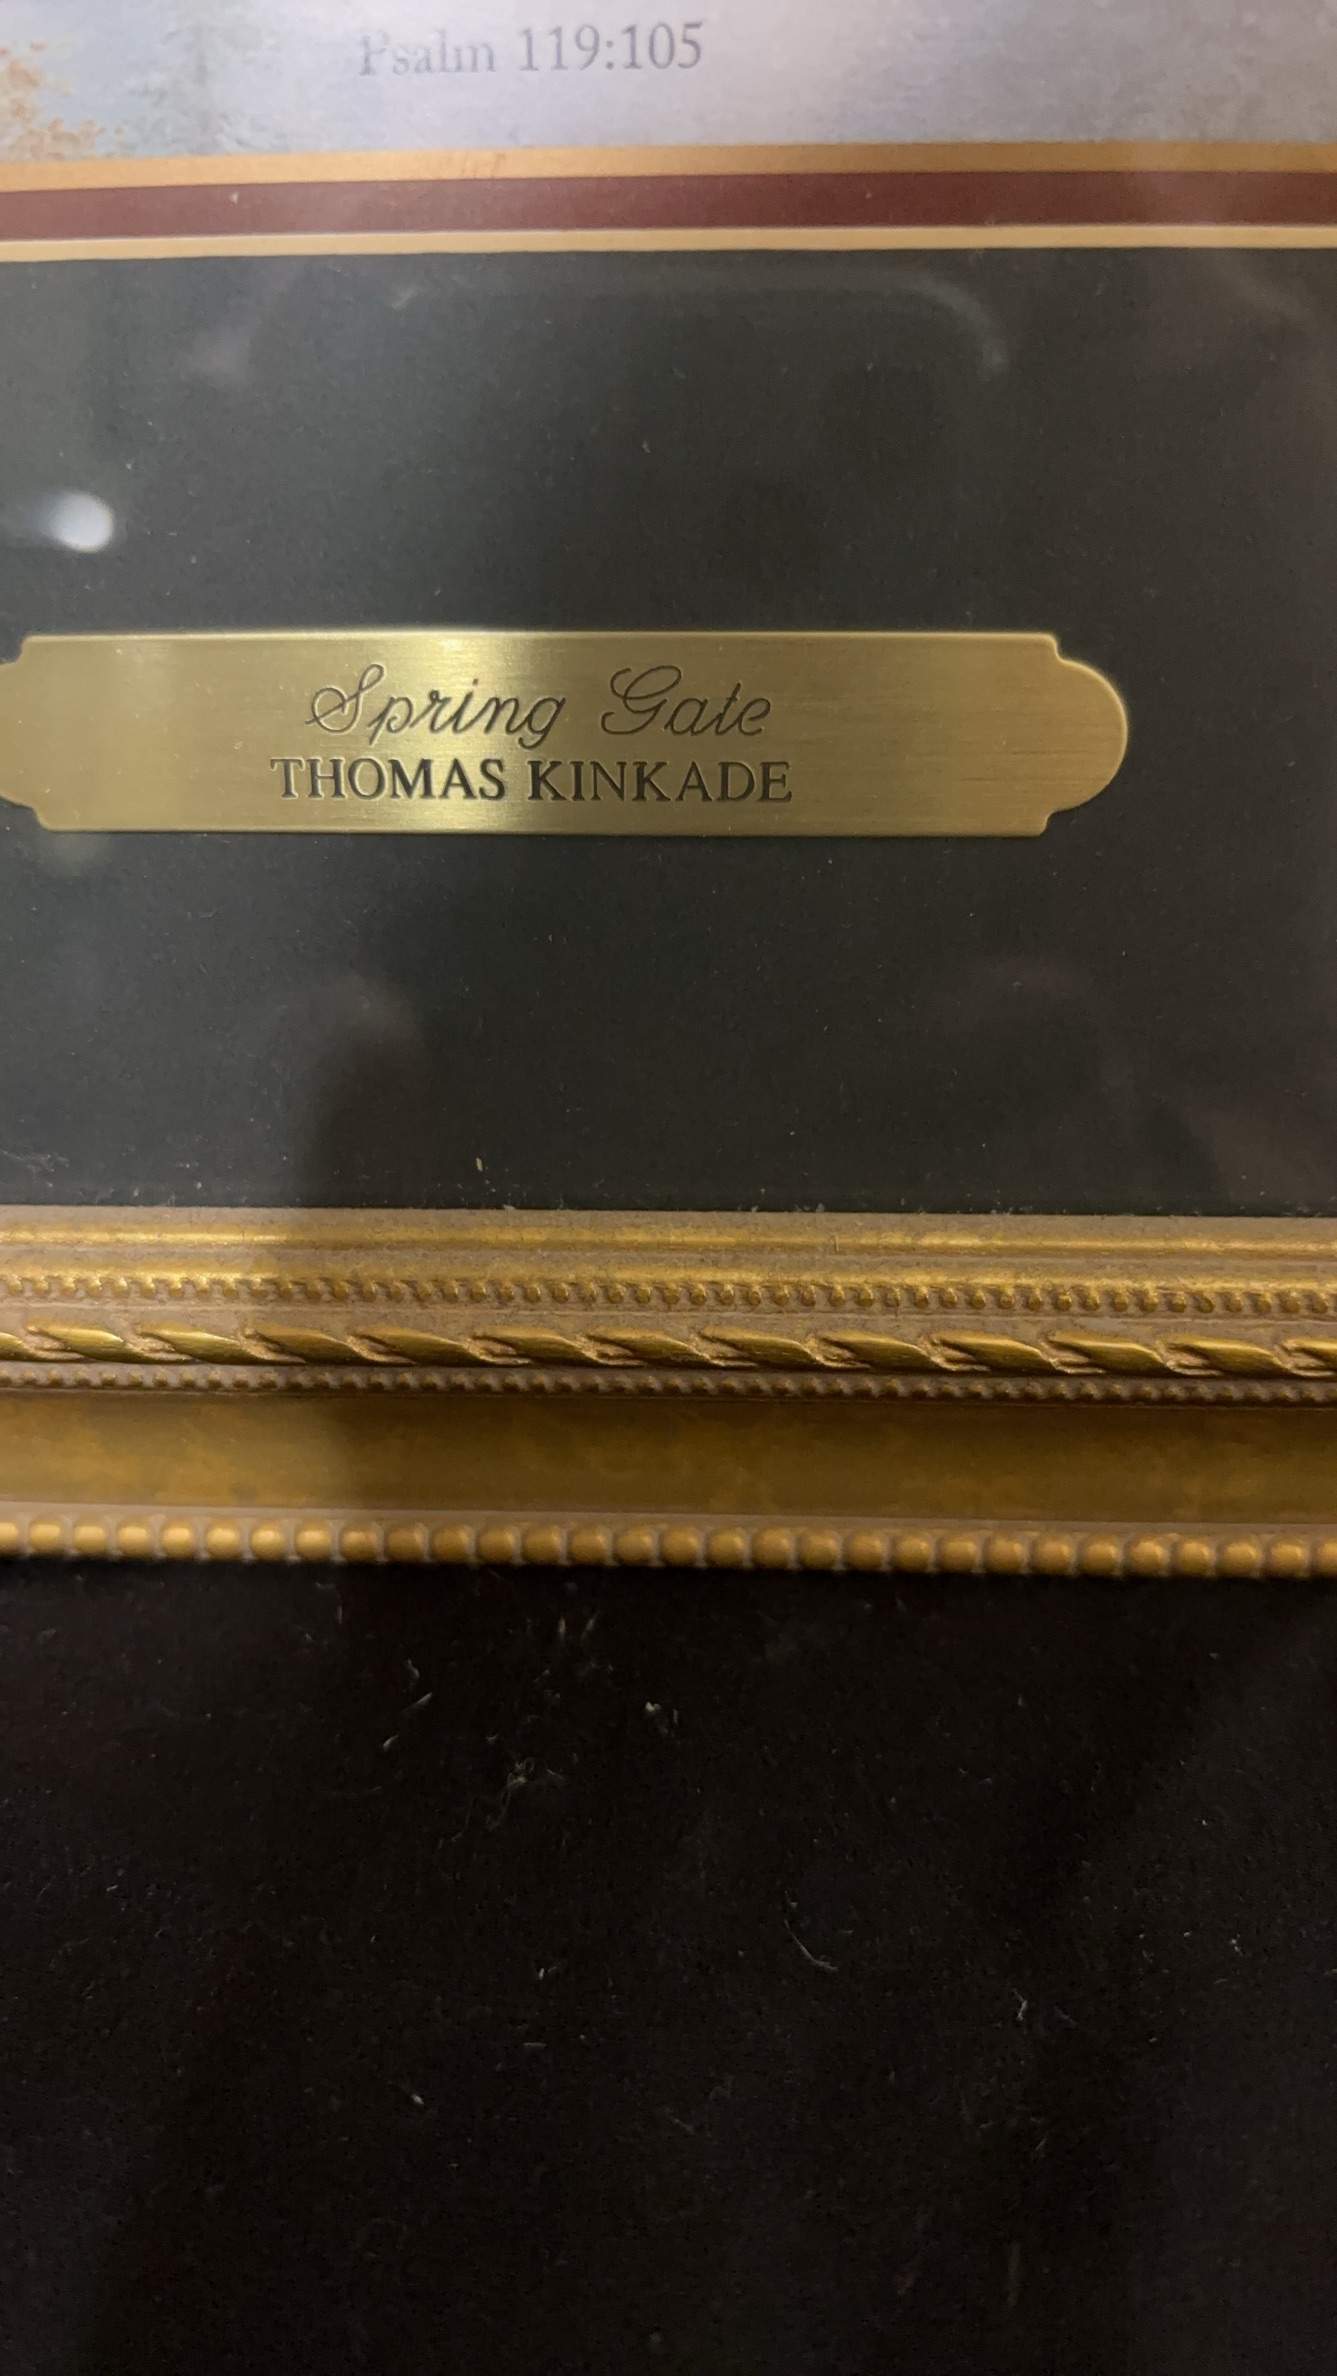 Psalm 119:105
Spring Gate
THOMAS KINKADE